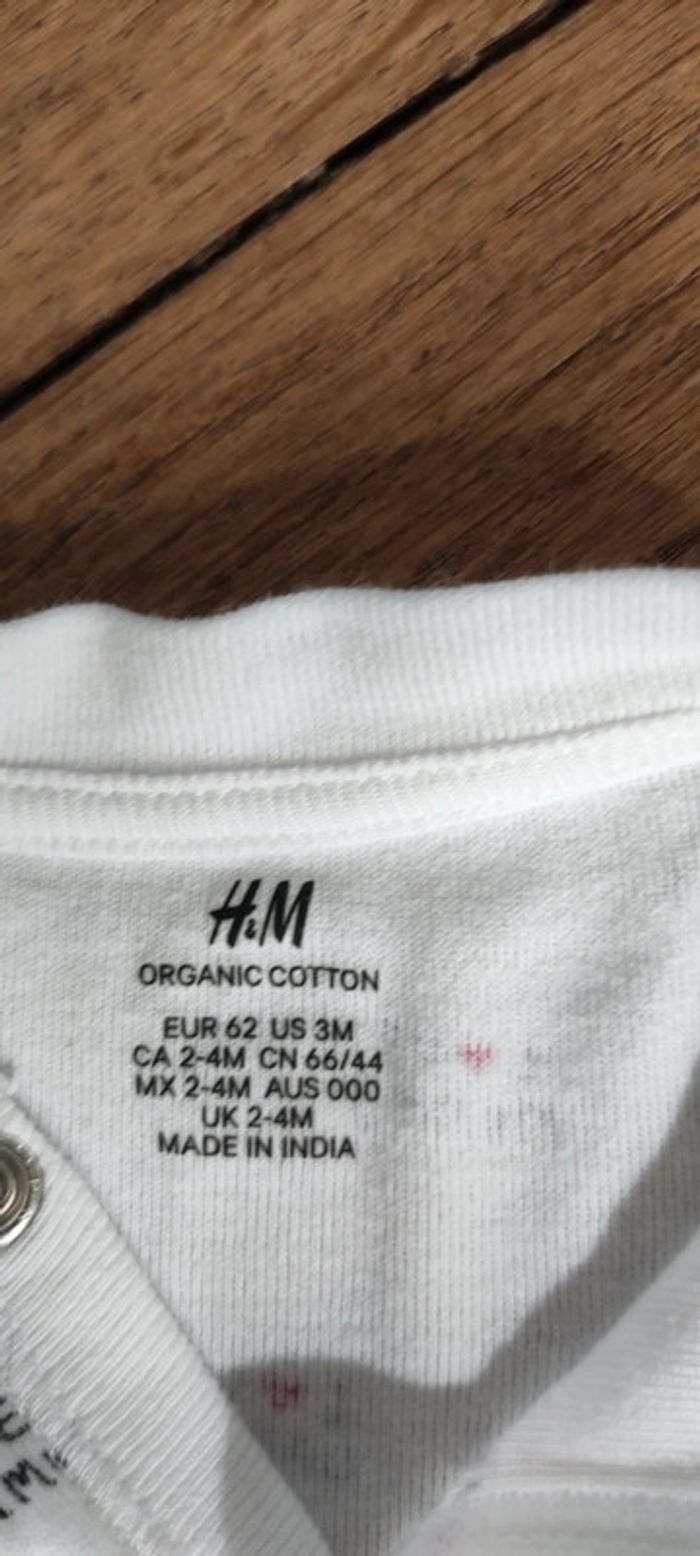 H&M
ORGANIC COTTON
EUR 62 US 3M
CA 2-4M CN 66/44
MX 2-4M AUS 000
UK 2-4M
MADE IN INDIA